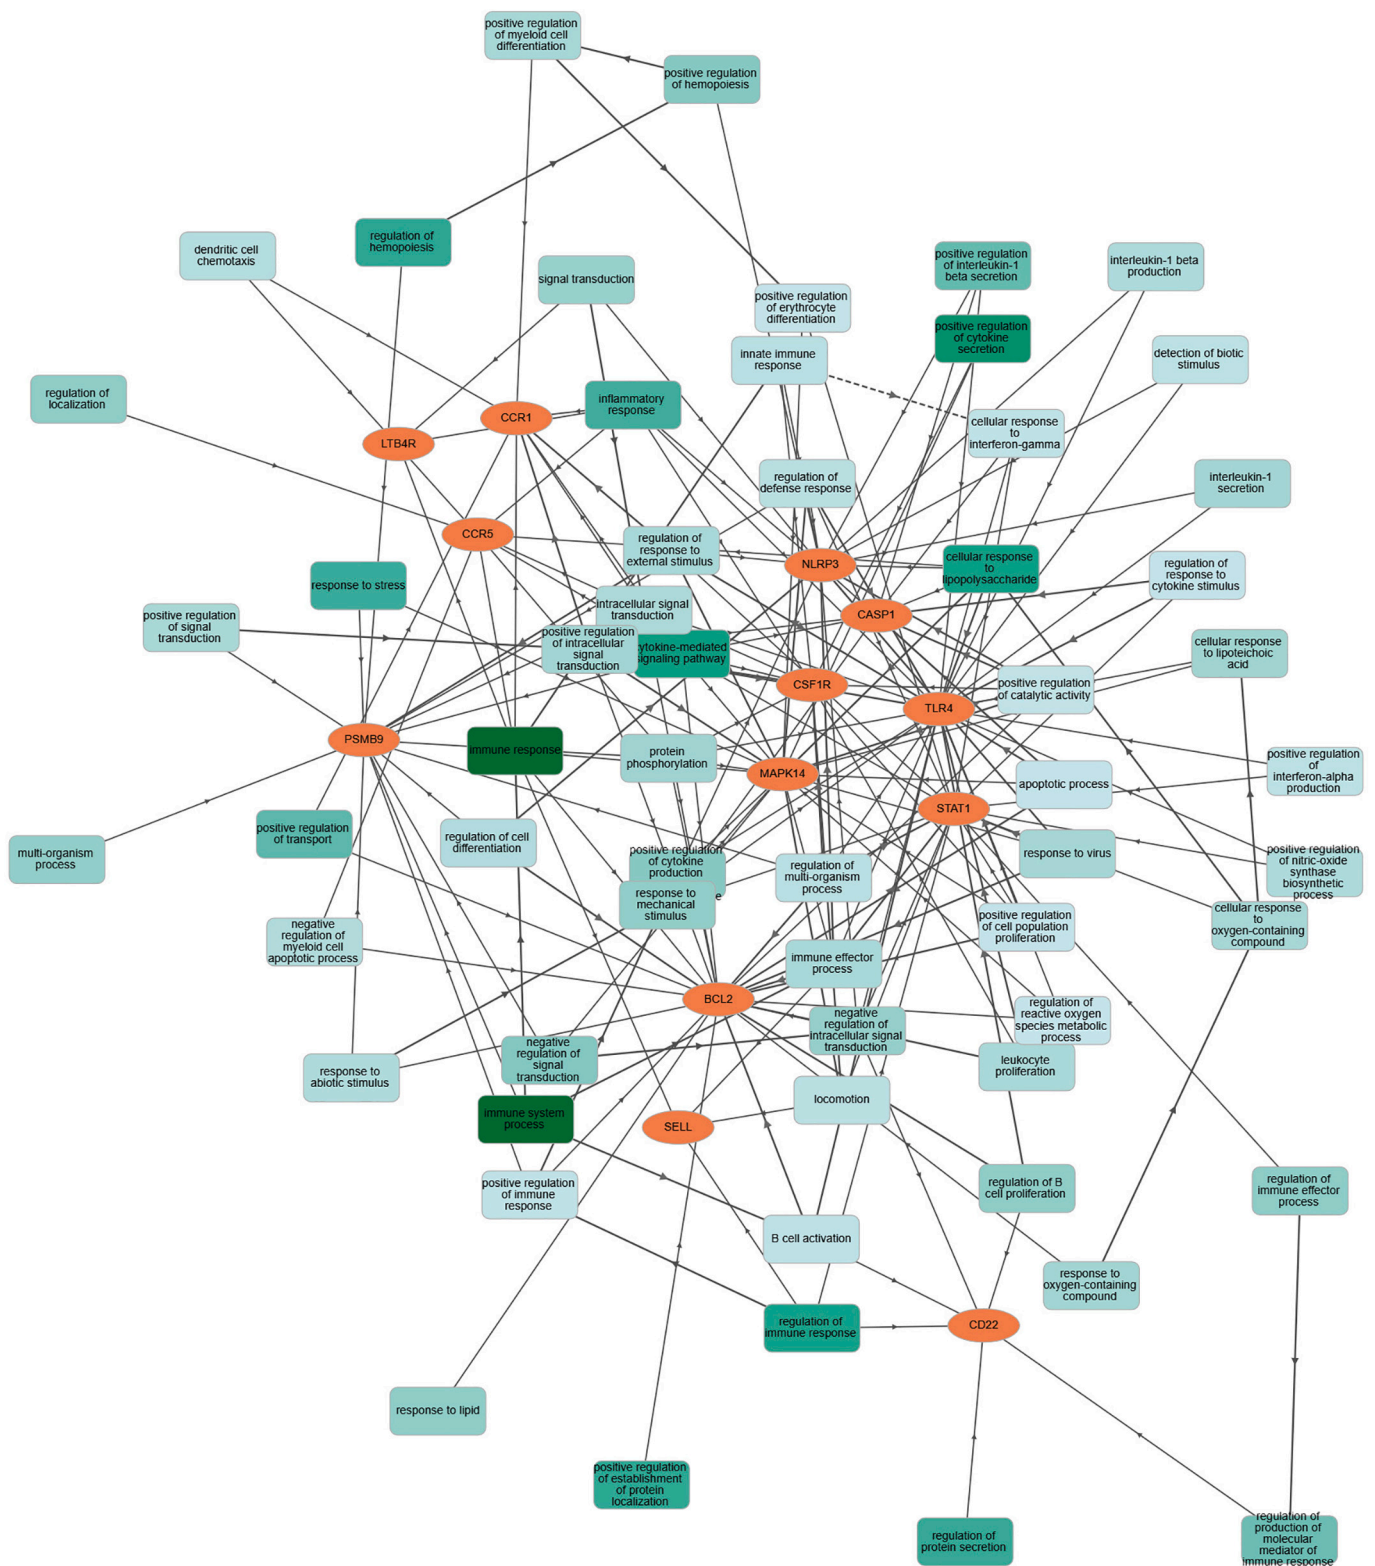 positive regulation
of myeloid cell
differentiation
positive regulation
of hemopoiesis
regulation of
hemopoiesis
dendritic cell
chemotaxis
signal transduction
positive regulation
of interleukin-1
beta secretion
interleukin-1 beta
production
positive regulation
of erythrocyte
differentiation
positive regulation
of cytokine
secretion
innate immune
response
detection of biotic
stimulus
regulation of
localization
inflammatory
response
CCR1
LTB4R
cellular response
to
interferon-gamma
regulation of
defense response
interleukin-1
secretion
CCR5
regulation of
response to
external stimulus
NLRP3
cellular response
to
lipopolysaccharide
regulation of
response to
cytokine stimulus
response to stress
intracellular signal
transduction
CASP1
positive regulation
of signal
transduction
positive regulation
of intracellular
signal
transduction
cytokine-mediated
signaling pathway
cellular response
to lipoteichoic
acid
CSF1R
positive regulation
of catalytic activity
TLR4
PSMB9
immune response
protein
phosphorylation
MAPK14
apoptotic process
positive regulation
of
interferon-alpha
production
STAT1
positive regulation
of transport
regulation of cell
differentiation
multi-organism
process
positive regulation
of cytokine
production
e
response to
mechanical
stimulus
regulation of
multi-organism
process
response to virus
positive regulation
of nitric-oxide
synthase
biosynthetic
process
negative
regulation of
myeloid cell
apoptotic process
positive regulation
of cell population
proliferation
cellular response
to
oxygen-containing
compound
immune effector
process
BCL2
regulation of
reactive oxygen
species metabolic
process
negative
regulation of
intracellular signal
transduction
negative
regulation of
signal
transduction
response to
abiotic stimulus
leukocyte
proliferation
locomotion
immune system
process
SELL
positive regulation
of immune
response
regulation of B
cell proliferation
regulation of
immune effector
process
B cell activation
response to
oxygen-containing
compound
regulation of
immune response
CD22
response to lipid
positive regulation
of establishment
of protein
localization
regulation of
protein secretion
regulation of
production of
molecular
mediator of
immune response